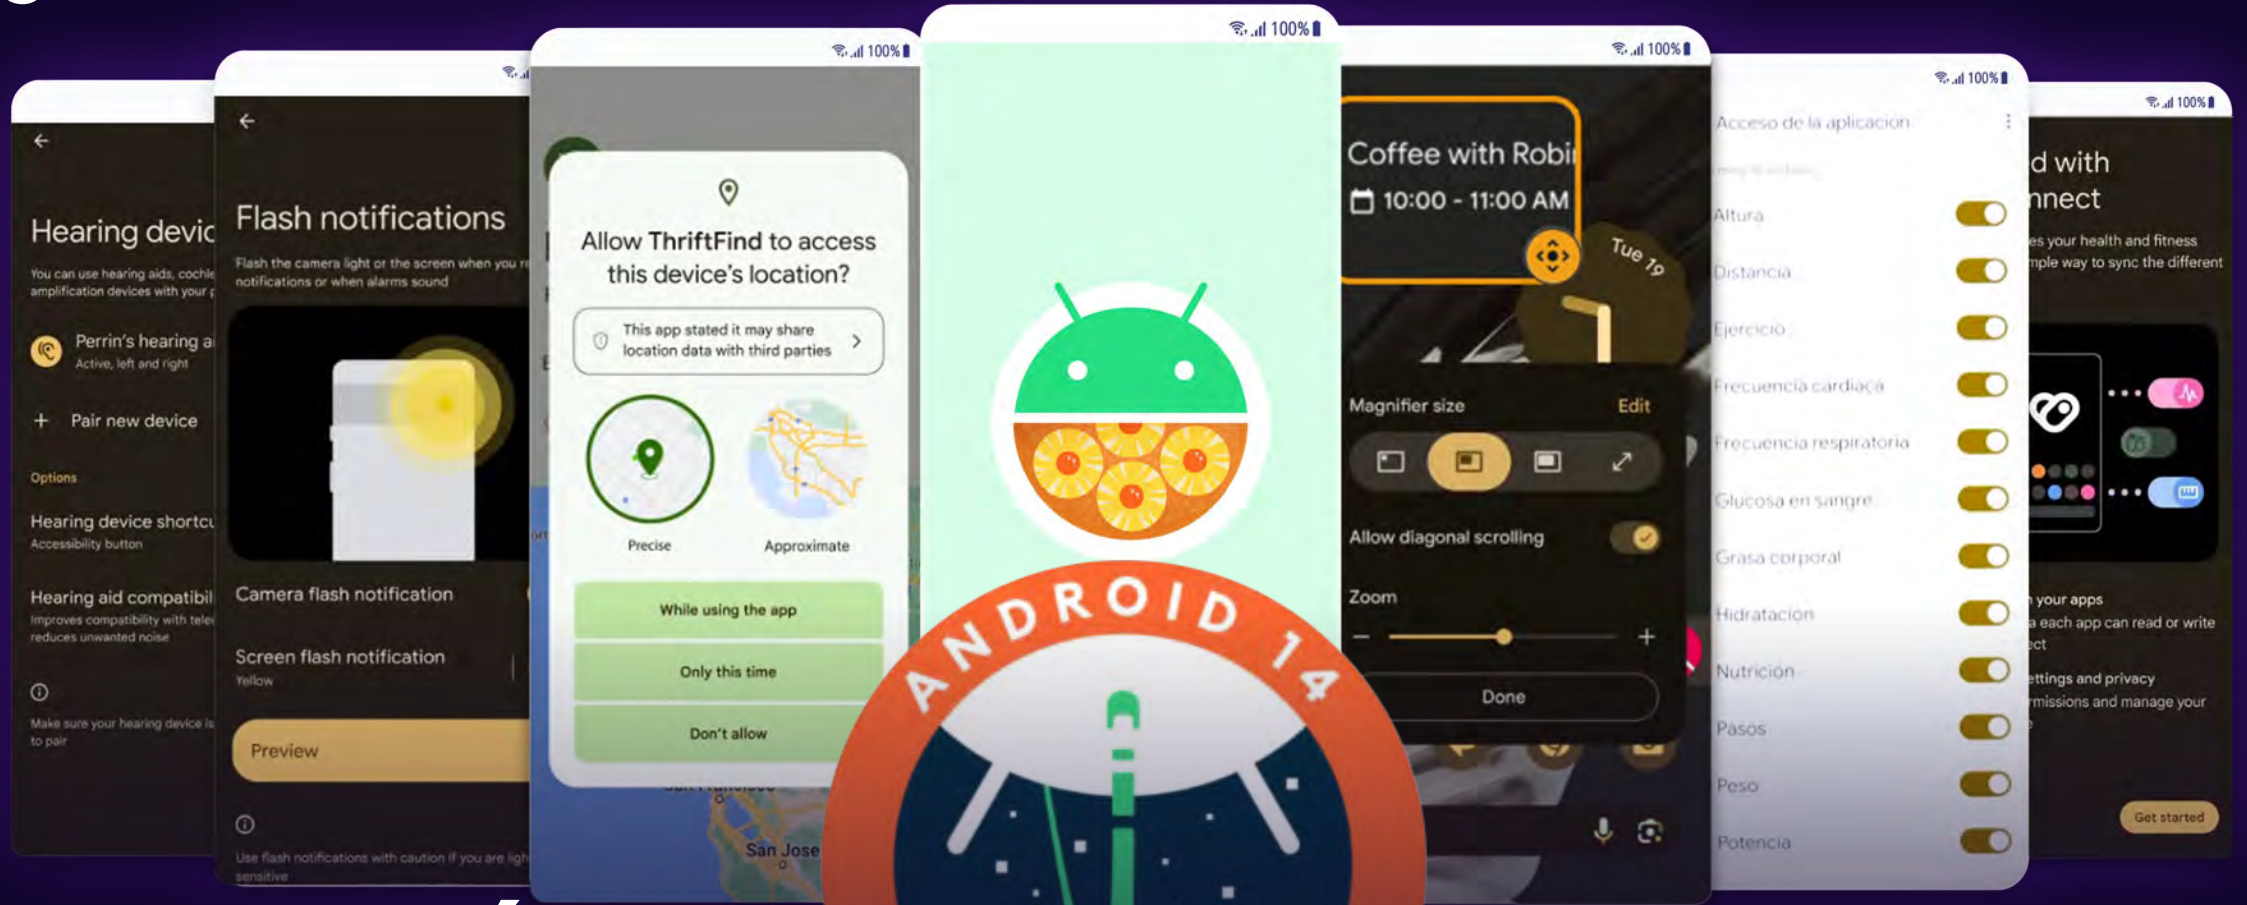 Hearing devic
You can use hearing aids, cochle
amplification devices with your p
Perrin's hearing ai
Active, left and right
Pair new device
Options
Hearing device shortcu
Accessibility button
Hearing aid compatibil
Improves compatibility with telec
reduces unwanted noise
Make sure your hearing device is
to pair
Flash notifications
Flash the camera light or the screen when you re
notifications or when alarms sound
Camera flash notification
Screen flash notification
Yellow
Preview
Use flash notifications with caution if you are ligh
sensitive
100%
Allow ThriftFind to access
this device's location?
This app stated it may share
location data with third parties
Precise
Approximate
While using the app
Only this time
Don't allow
San Jose
100%
ANDROID 14
100%
Coffee with Robin
10:00 - 11:00 AM
Tue 19
Magnifier size
Edit
Allow diagonal scrolling
Zoom
Done
100%
Acceso de la aplicación
Altura
Distancia
Ejercicio
Frecuencia cardiaca
Frecuencia respiratoria
Glucosa en sangre
Grasa corporal
Hidratación
Nutrición
Pasos
Peso
Potencia
100%
d with
nnect
es your health and fitness
mple way to sync the different
your apps
a each app can read or write
ect
ettings and privacy
rmissions and manage your
Get started